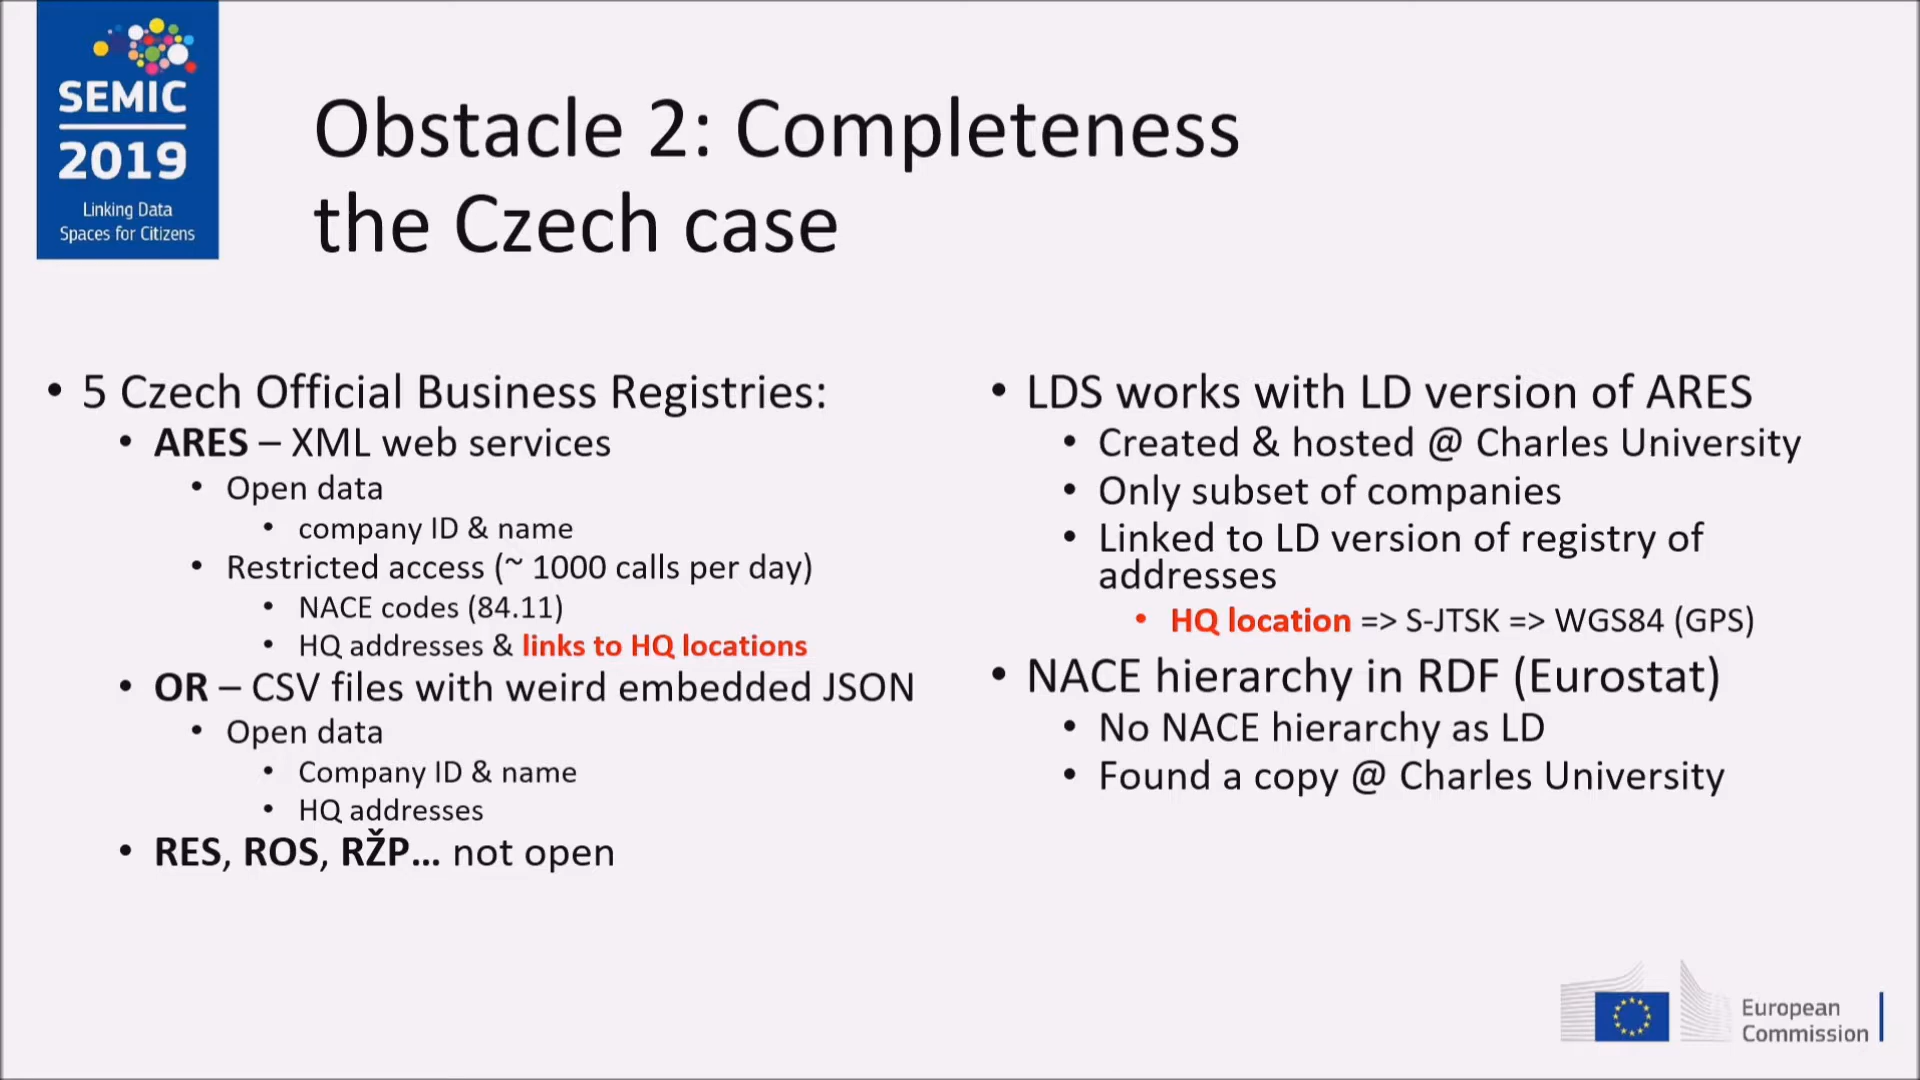 SEMIC
2019
Linking Data
Spaces for Citizens
Obstacle 2: Completeness
the Czech case
• 5 Czech Official Business Registries:
• ARES – XML web services
• Open data
• company ID & name
• Restricted access (~ 1000 calls per day)
• NACE codes (84.11)
• HQ addresses & links to HQ locations
• OR – CSV files with weird embedded JSON
• Open data
• Company ID & name
• HQ addresses
• RES, ROS, RŽP... not open
• LDS works with LD version of ARES
• Created & hosted @ Charles University
• Only subset of companies
• Linked to LD version of registry of
addresses
• HQ location => S-JTSK => WGS84 (GPS)
• NACE hierarchy in RDF (Eurostat)
• No NACE hierarchy as LD
• Found a copy @ Charles University
European
Commission